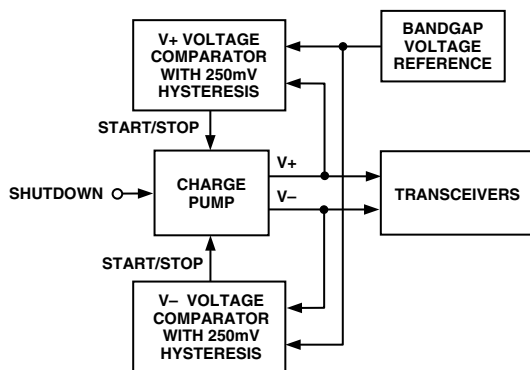 V+ VOLTAGE
COMPARATOR
WITH 250mV
HYSTERESIS
BANDGAP
VOLTAGE
REFERENCE
START/STOP
SHUTDOWN
CHARGE
PUMP
V+
V–
TRANSCEIVERS
START/STOP
V– VOLTAGE
COMPARATOR
WITH 250mV
HYSTERESIS